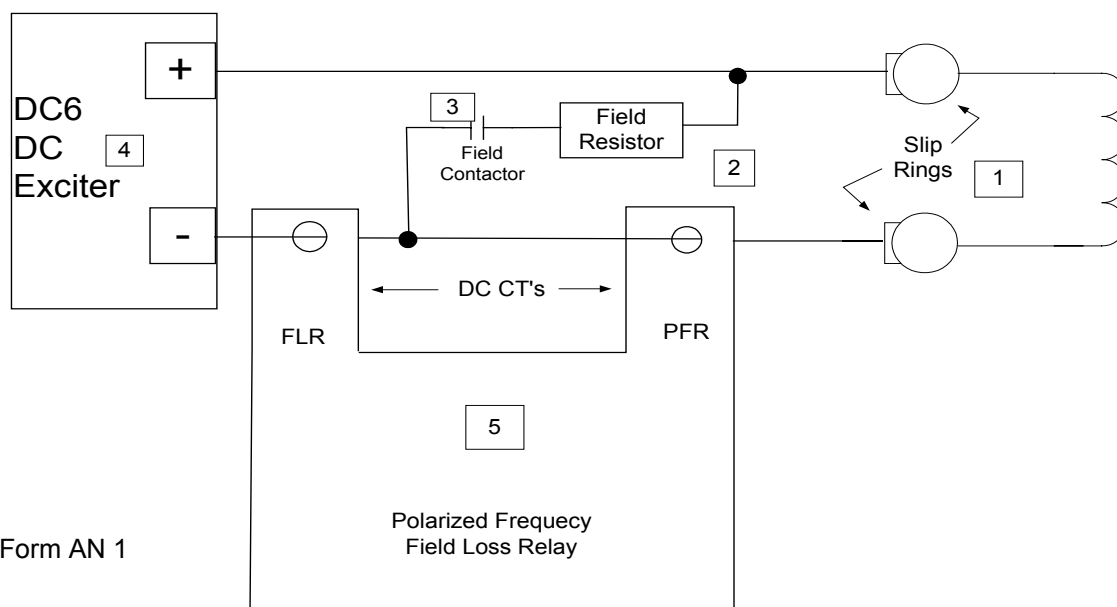 +
DC6
DC
Exciter
4
-
3
Field
Contactor
Field
Resistor
2
Slip
Rings
1
DC CT's
FLR
PFR
5
Polarized Frequecy
Field Loss Relay
Form AN 1